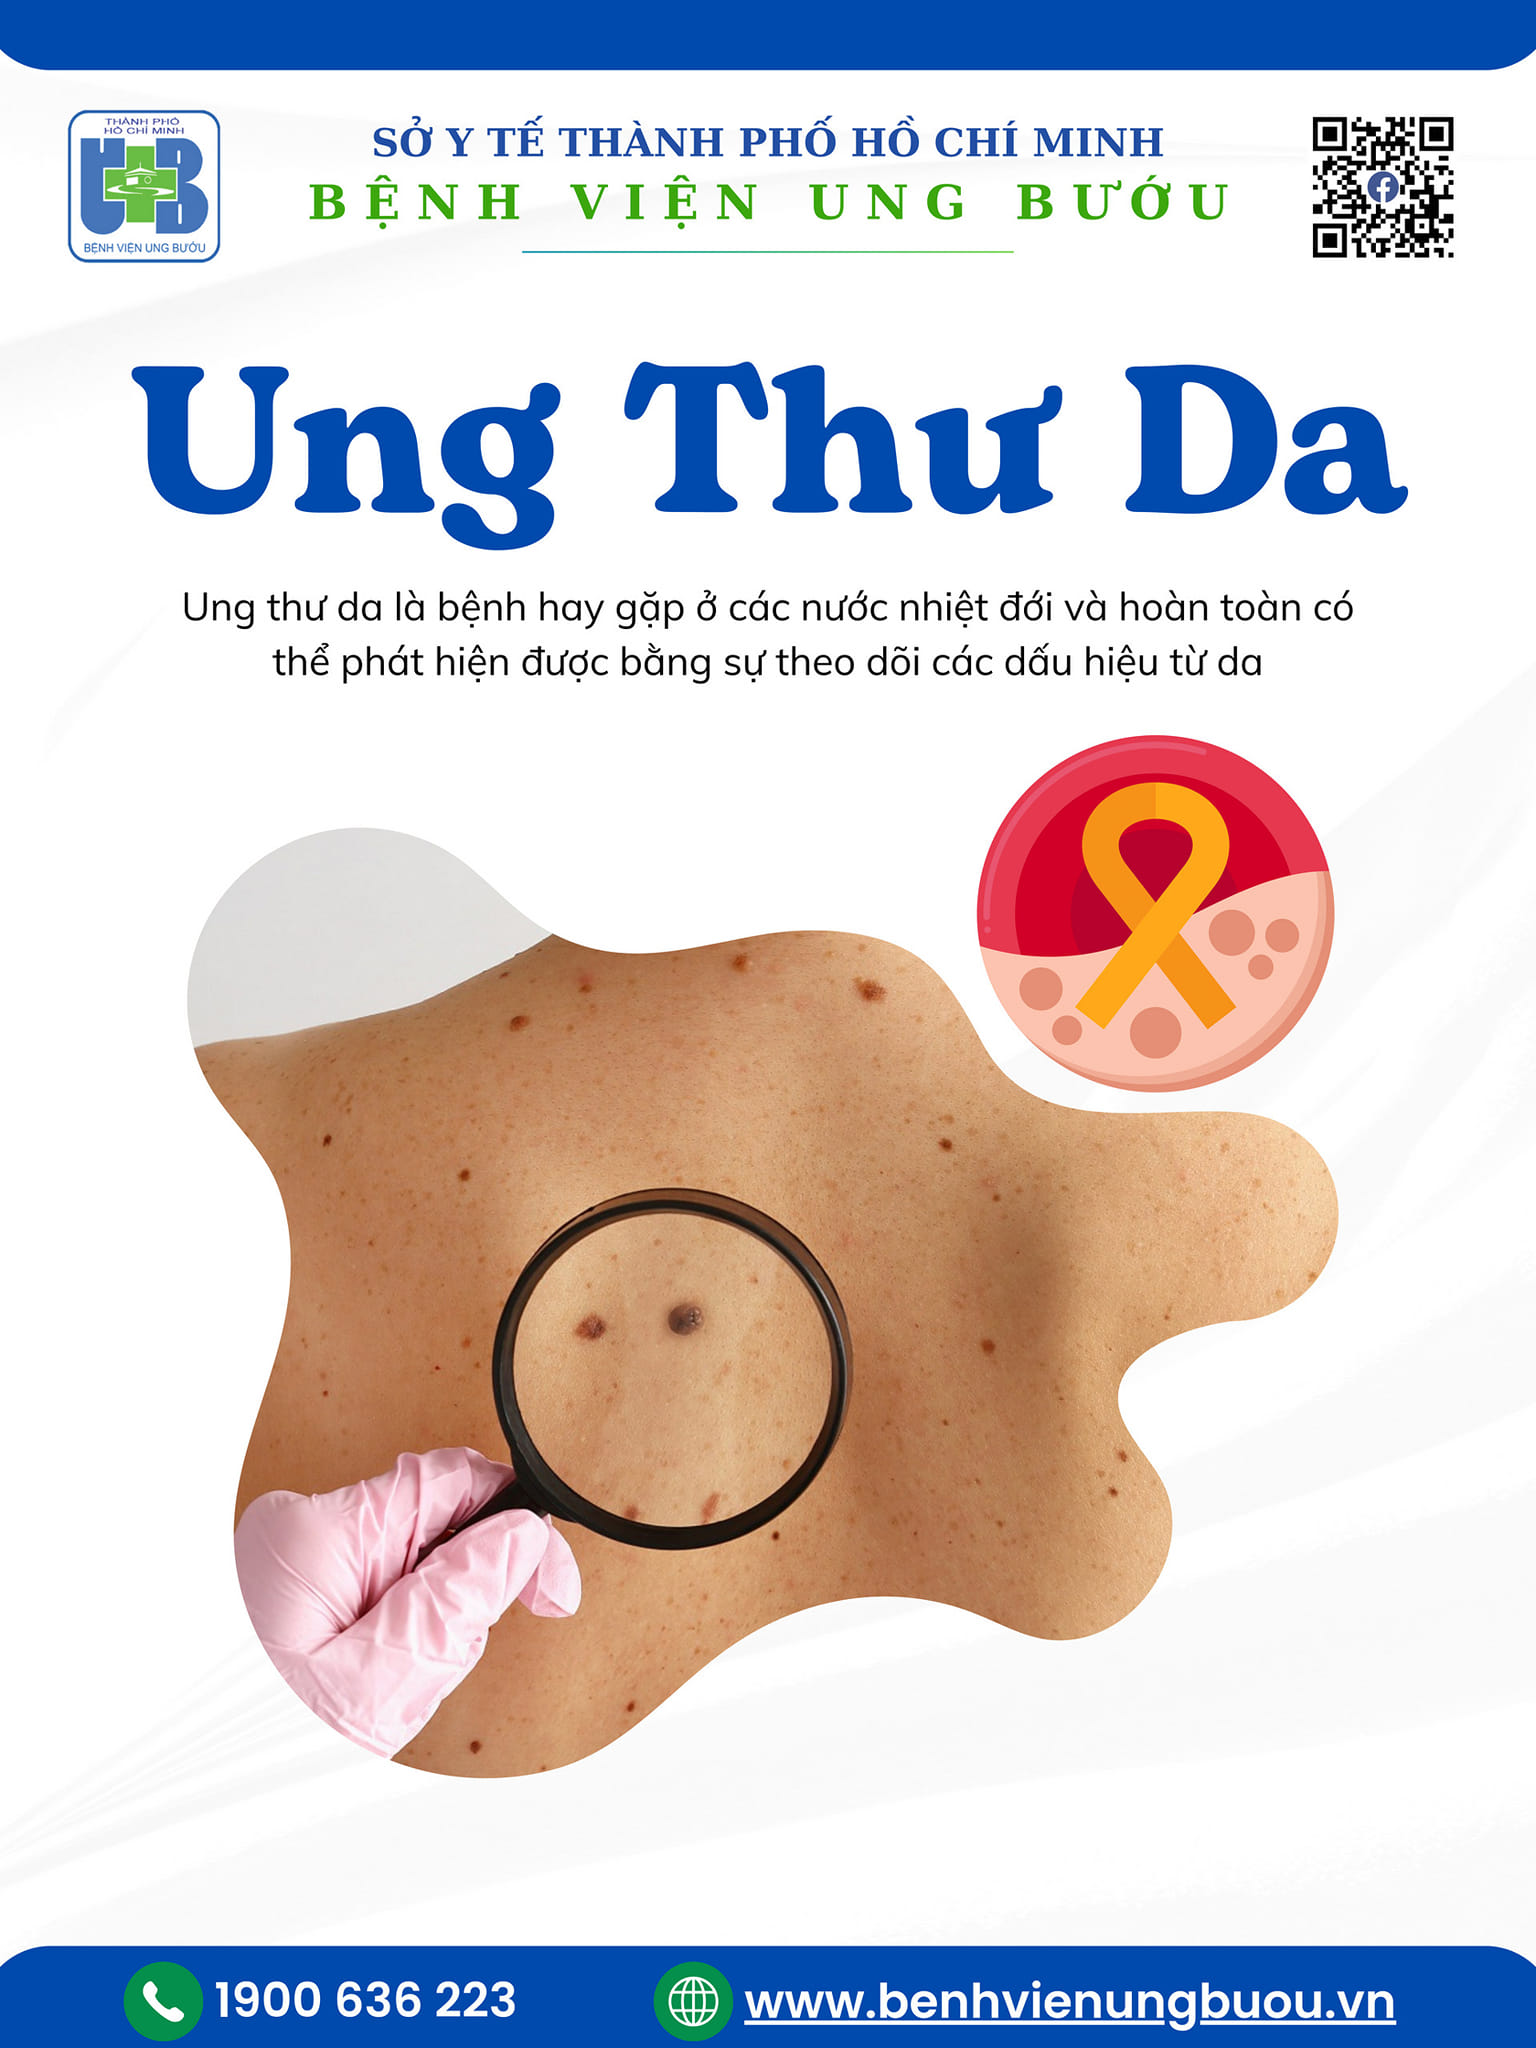 THÀNH PHỐ
HỒ CHÍ MINH
UB
BỆNH VIỆN UNG BƯỚU
SỞ Y TẾ THÀNH PHỐ HỒ CHÍ MINH
BỆNH VIỆN UNG BƯỚU
Ung Thư Da
Ung thư da là bệnh hay gặp ở các nước nhiệt đới và hoàn toàn có
thể phát hiện được bằng sự theo dõi các dấu hiệu từ da
1900 636 223
www.benhvienungbuou.vn